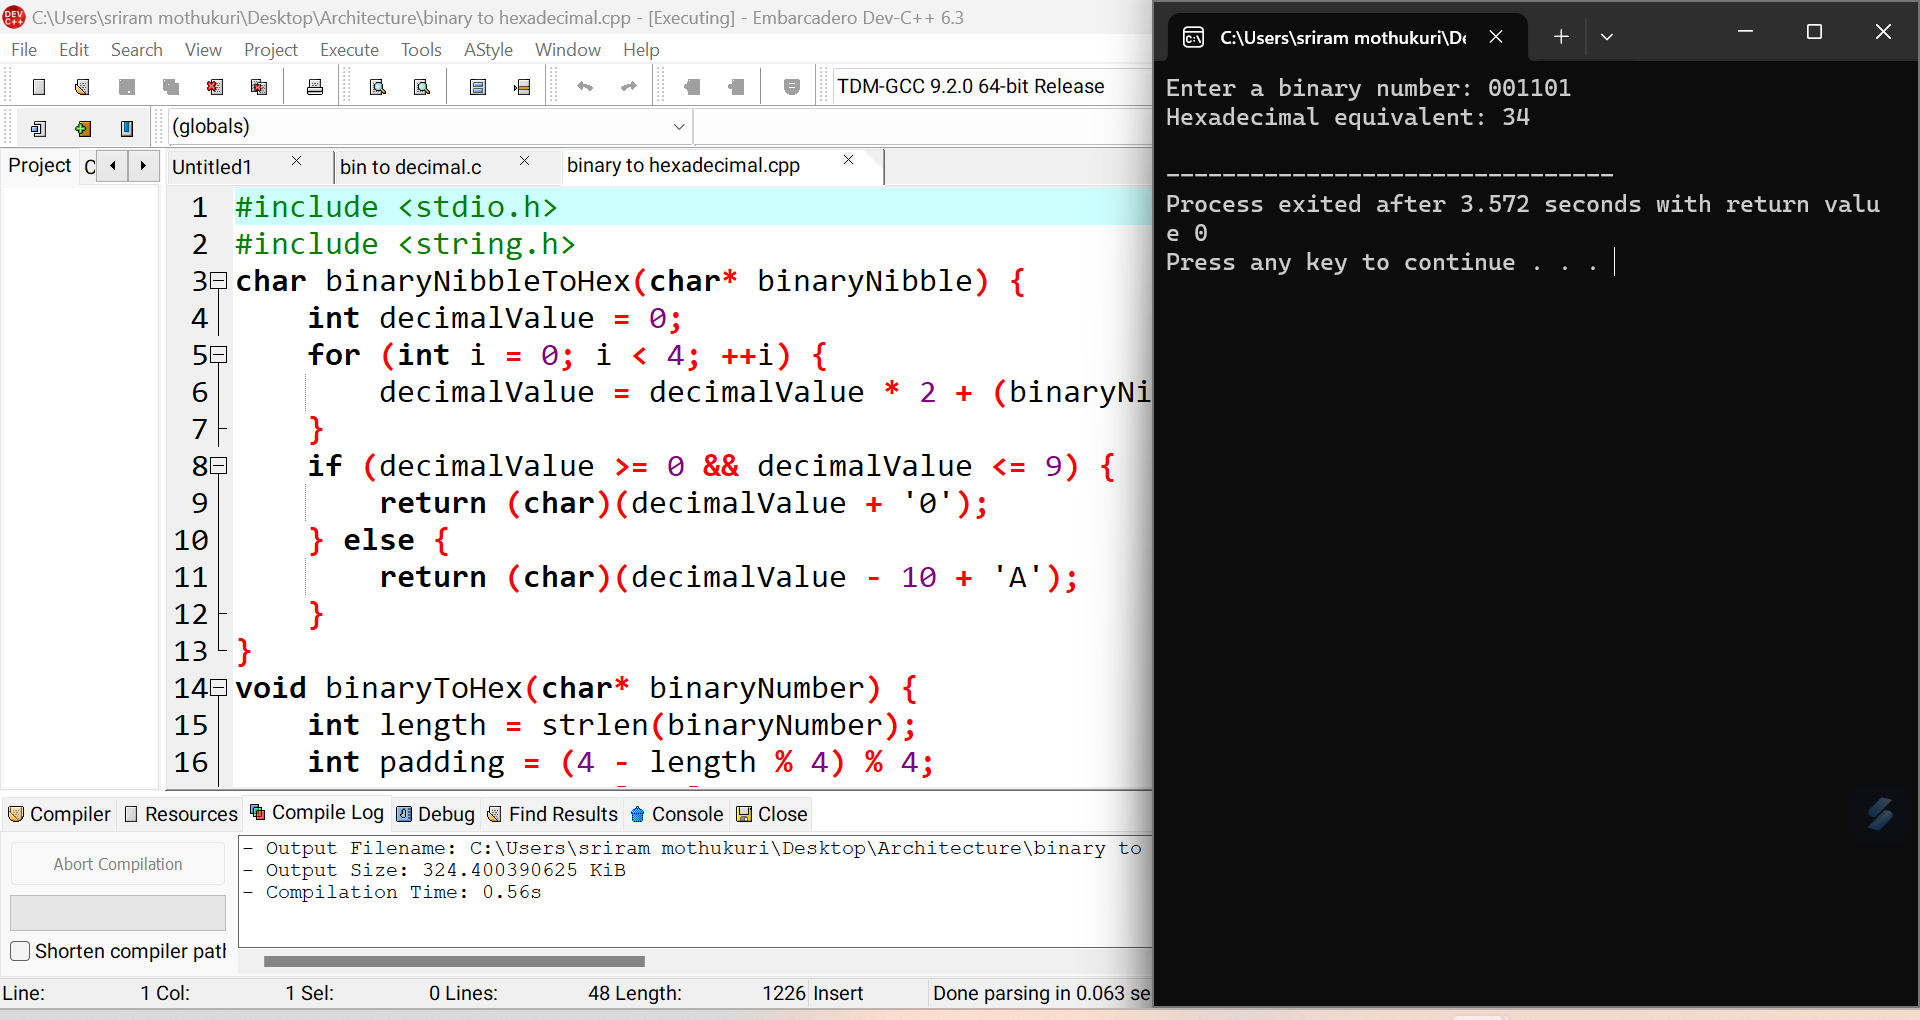 C:\Users\sriram mothukuri\Desktop\Architecture\binary to hexadecimal.cpp - [Executing] - Embarcadero Dev-C++ 6.3
File Edit Search View Project Execute Tools AStyle Window Help
TDM-GCC 9.2.0 64-bit Release
(globals)
Project
Untitled1 bin to decimal.c binary to hexadecimal.cpp
1 #include <stdio.h>
2 #include <string.h>
3 char binaryNibbleToHex(char* binaryNibble) {
4 int decimalValue = 0;
5 for (int i = 0; i < 4; ++i) {
6 decimalValue = decimalValue * 2 + (binaryNi
7 }
8 if (decimalValue >= 0 && decimalValue <= 9) {
9 return (char)(decimalValue + '0');
10 } else {
11 return (char)(decimalValue - 10 + 'A');
12 }
13 }
14 void binaryToHex(char* binaryNumber) {
15 int length = strlen(binaryNumber);
16 int padding = (4 - length % 4) % 4;
Compiler Resources Compile Log Debug Find Results Console Close
Abort Compilation
Shorten compiler path
- Output Filename: C:\Users\sriram mothukuri\Desktop\Architecture\binary to
- Output Size: 324.400390625 KiB
- Compilation Time: 0.56s
Line: 1 Col: 1 Sel: 0 Lines: 48 Length: 1226 Insert Done parsing in 0.063 se
C:\Users\sriram mothukuri\De
Enter a binary number: 001101
Hexadecimal equivalent: 34
--------------------------------
Process exited after 3.572 seconds with return valu
e 0
Press any key to continue . . .